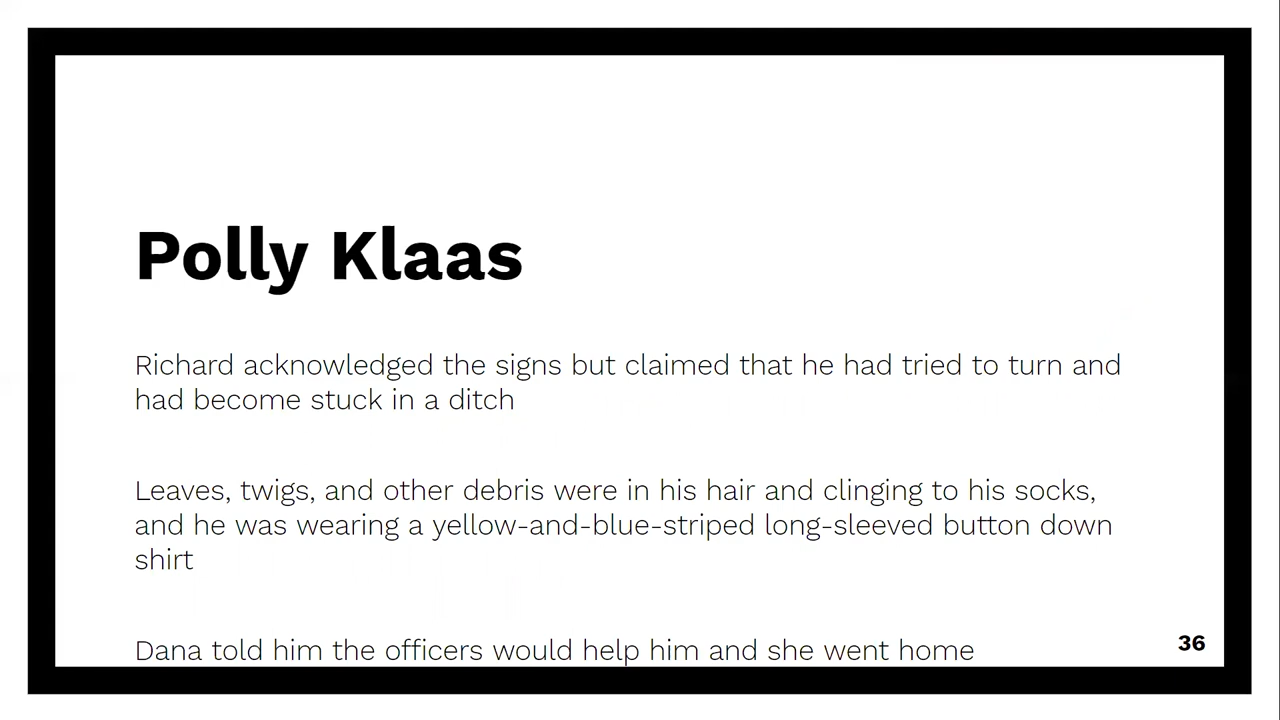 Polly Klaas
Richard acknowledged the signs but claimed that he had tried to turn and
had become stuck in a ditch
Leaves, twigs, and other debris were in his hair and clinging to his socks,
and he was wearing a yellow-and-blue-striped long-sleeved button down
shirt
Dana told him the officers would help him and she went home
36